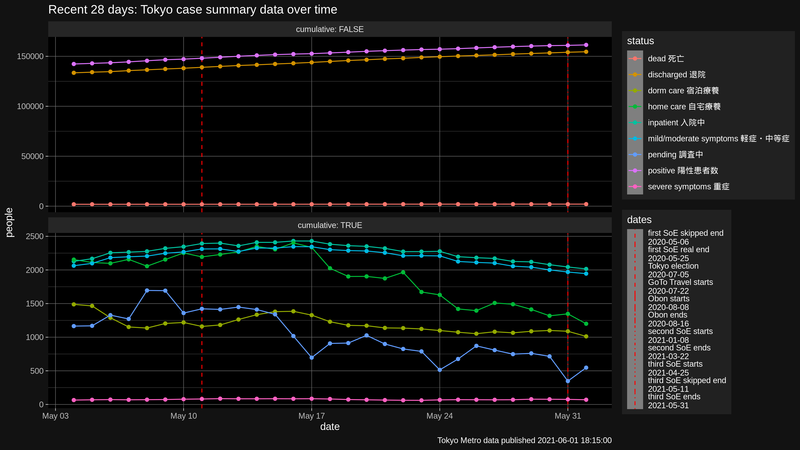 Recent 28 days: Tokyo case summary data over time
cumulative: FALSE
150000
100000
50000
0
cumulative: TRUE
2500
2000
1500
1000
500
0
people
May 03
May 10
May 17
May 24
May 31
date
Tokyo Metro data published 2021-06-01 18:15:00
status
dead 死亡
discharged 退院
dorm care 宿泊療養
home care 自宅療養
inpatient 入院中
mild/moderate symptoms 軽症・中等症
pending 調査中
positive 陽性患者数
severe symptoms 重症
dates
first SoE skipped end
2020-05-06
first SoE real end
2020-05-25
Tokyo election
2020-07-05
GoTo Travel starts
2020-07-22
Obon starts
2020-08-08
Obon ends
2020-08-16
second SoE starts
2021-01-08
second SoE ends
2021-03-22
third SoE starts
2021-04-25
third SoE skipped end
2021-05-11
third SoE ends
2021-05-31